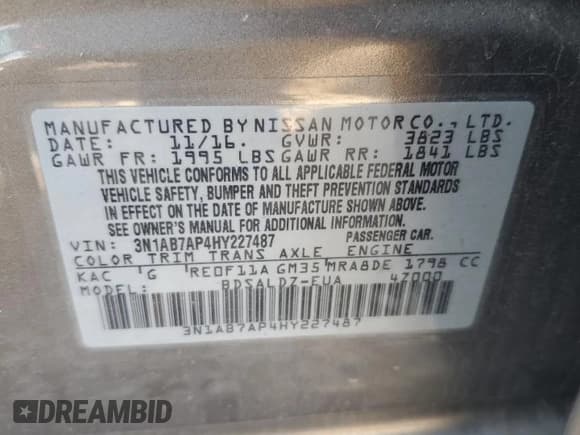 MANUFACTURED BY NISSAN MOTOR CO., LTD.
DATE: 11/16. GVWR: 3823 LBS
GAWR FR: 1995 LBS GAWR RR: 1841 LBS
THIS VEHICLE CONFORMS TO ALL APPLICABLE FEDERAL MOTOR
VEHICLE SAFETY, BUMPER AND THEFT PREVENTION STANDARDS
IN EFFECT ON THE DATE OF MANUFACTURE SHOWN ABOVE.
SEE OWNER'S MANUAL FOR ADDITIONAL INFORMATION.
VIN: 3N1AB7AP4HY227487 PASSENGER CAR.
COLOR TRIM TRANS AXLE ENGINE
KAC G RE0F11A GM35 MRA8DE 1798 CC
MODEL: BDSALD7-EUA 47000
3N1AB7AP4HY227487
DREAMBID